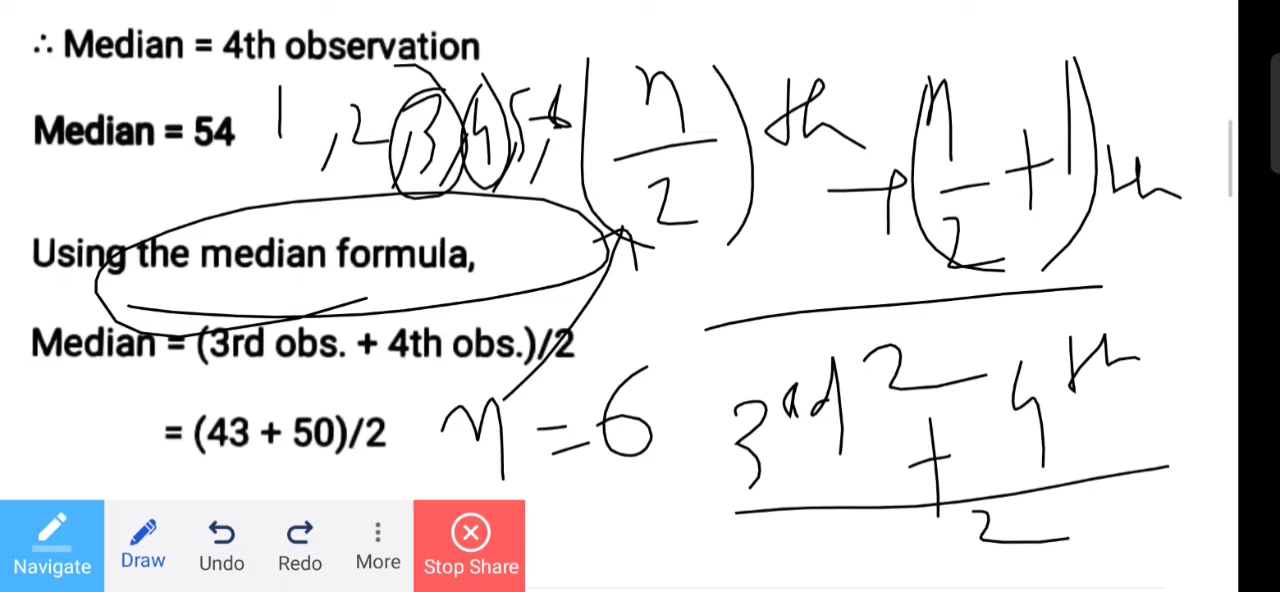 ∴ Median = 4th observation
Median = 54
1, 2, 3, 4, 5, 6
(n/2)th + (n/2 + 1)th
2
Using the median formula,
Median = (3rd obs. + 4th obs.)/2
= (43 + 50)/2
n = 6
3rd + 4th
2
Navigate
Draw
Undo
Redo
More
Stop Share